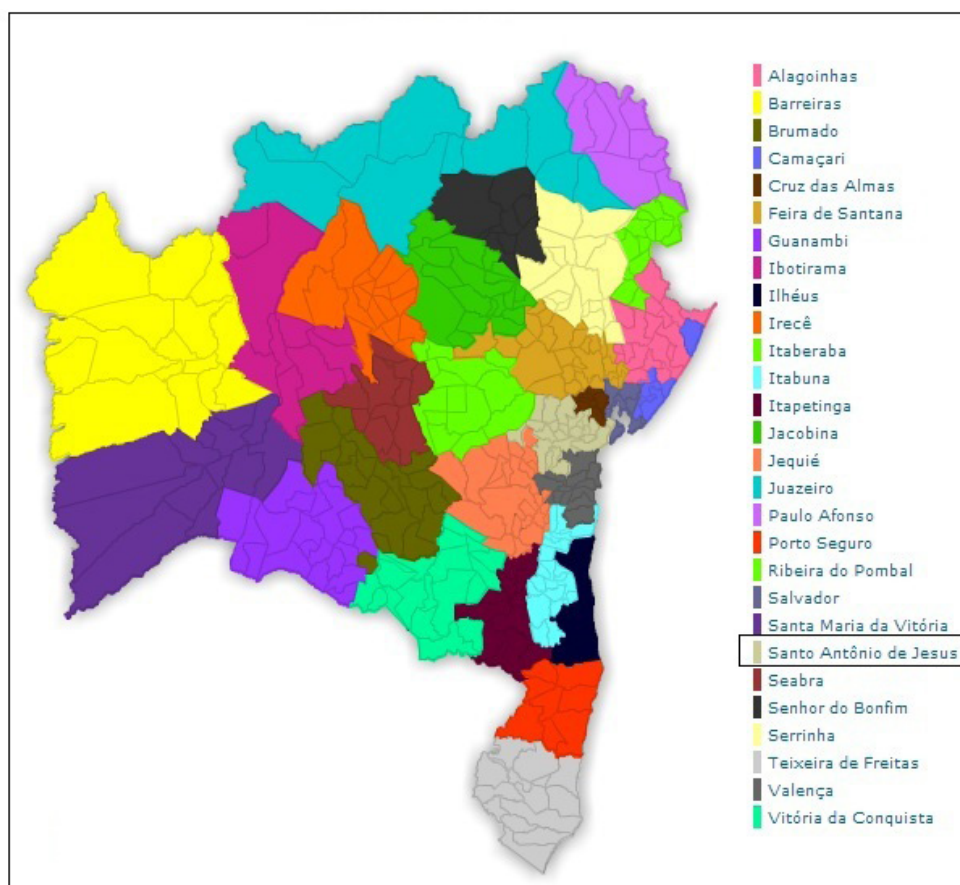 Alagoinhas
Barreiras
Brumado
Camaçari
Cruz das Almas
Feira de Santana
Guanambi
Ibotirama
Ilhéus
Irecê
Itaberaba
Itabuna
Itapetinga
Jacobina
Jequié
Juazeiro
Paulo Afonso
Porto Seguro
Ribeira do Pombal
Salvador
Santa Maria da Vitória
Santo Antônio de Jesus
Seabra
Senhor do Bonfim
Serrinha
Teixeira de Freitas
Valença
Vitória da Conquista